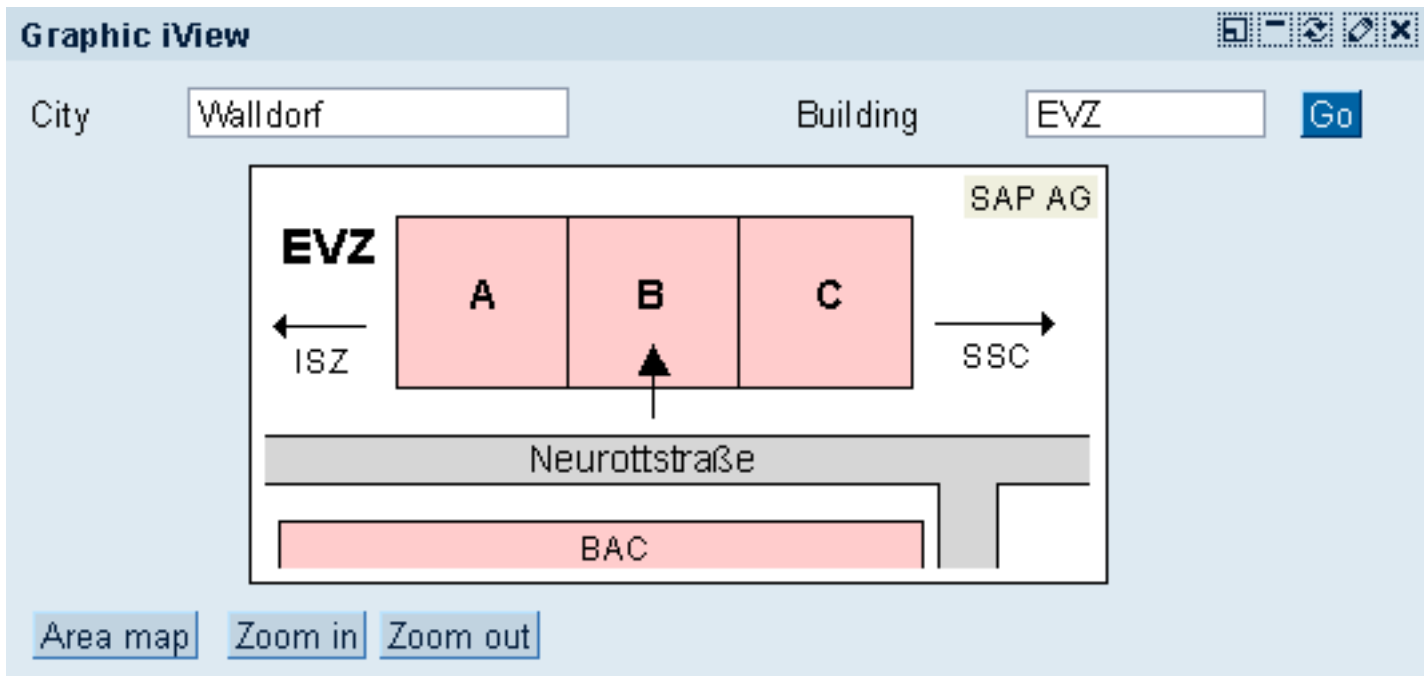 Graphic iView
City Walldorf Building EVZ Go
SAP AG
EVZ
A B C
ISZ SSC
Neurottstraße
BAC
Area map Zoom in Zoom out